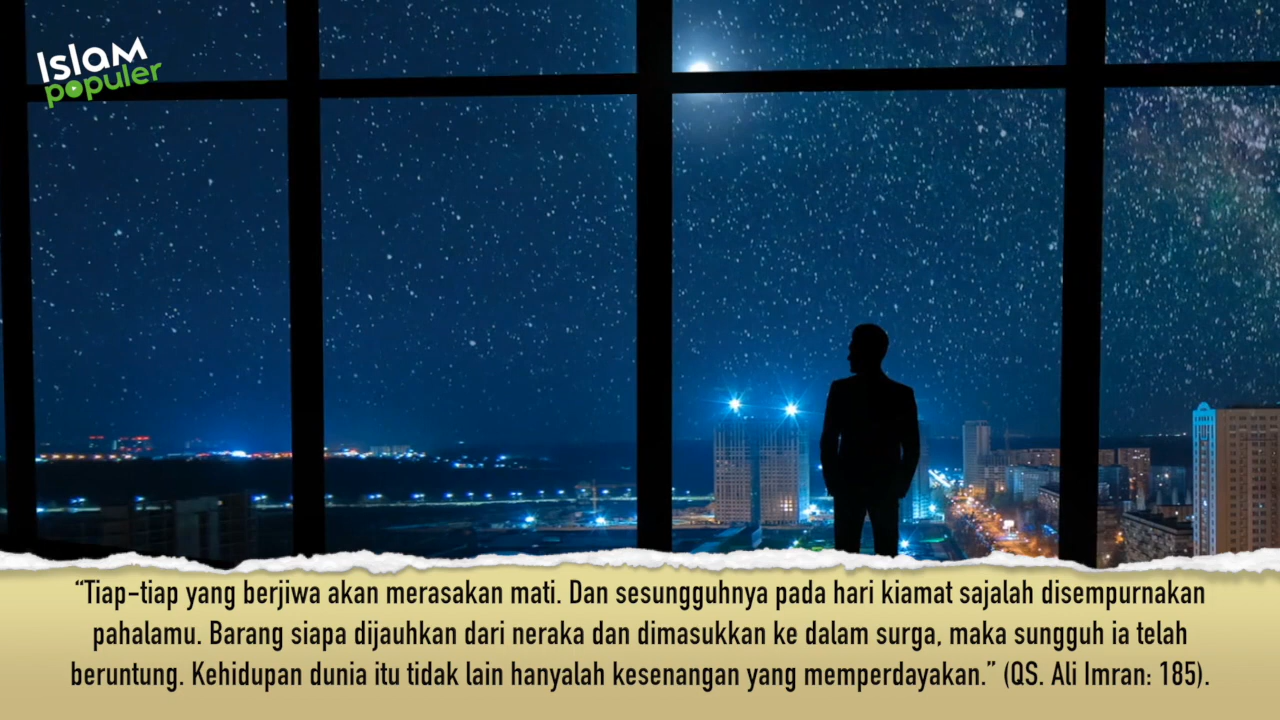 Islam
populer
“Tiap-tiap yang berjiwa akan merasakan mati. Dan sesungguhnya pada hari kiamat sajalah disempurnakan
pahalamu. Barang siapa dijauhkan dari neraka dan dimasukkan ke dalam surga, maka sungguh ia telah
beruntung. Kehidupan dunia itu tidak lain hanyalah kesenangan yang memperdayakan.” (QS. Ali Imran: 185).